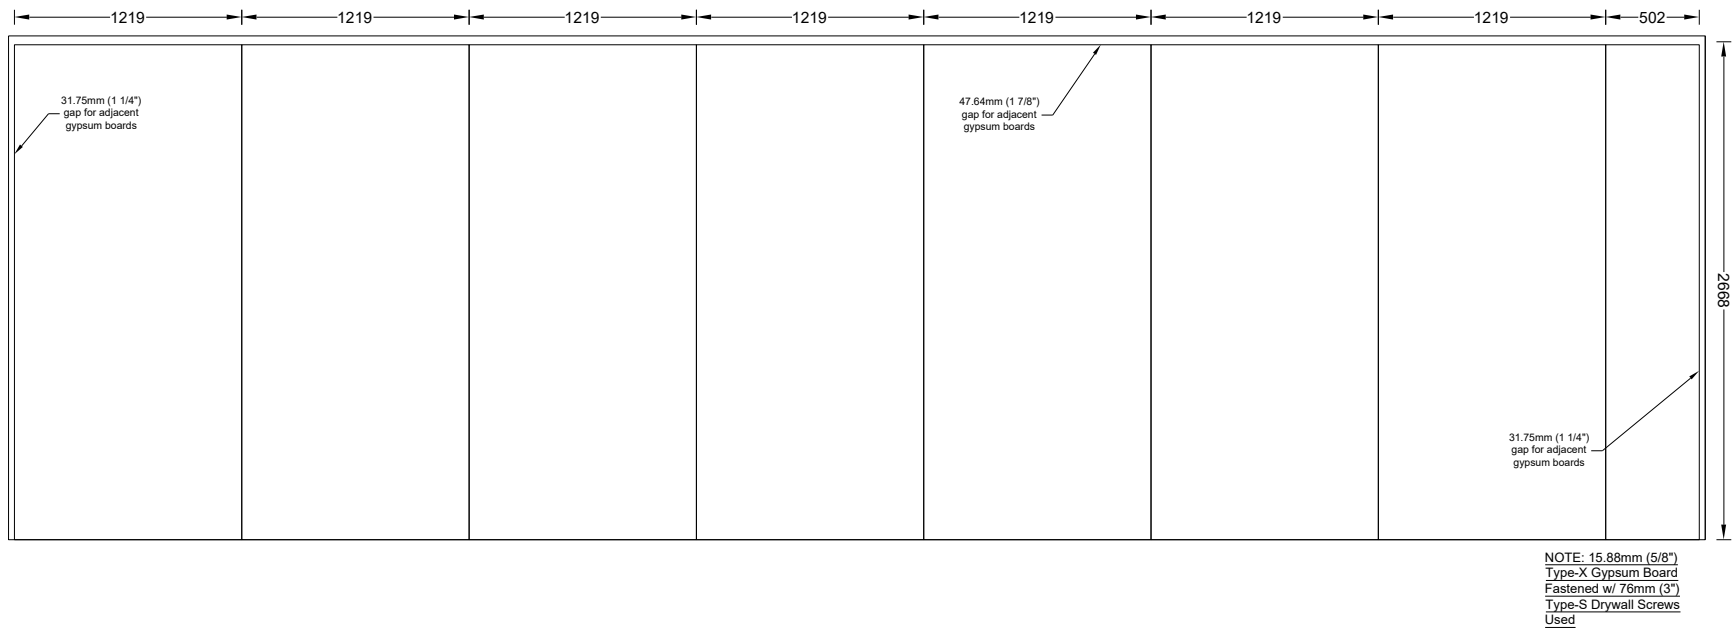 1219 1219 1219 1219 1219 1219 1219 502
31.75mm (1 1/4")
gap for adjacent
gypsum boards
47.64mm (1 7/8")
gap for adjacent
gypsum boards
2668
31.75mm (1 1/4")
gap for adjacent
gypsum boards
NOTE: 15.88mm (5/8")
Type-X Gypsum Board
Fastened w/ 76mm (3")
Type-S Drywall Screws
Used